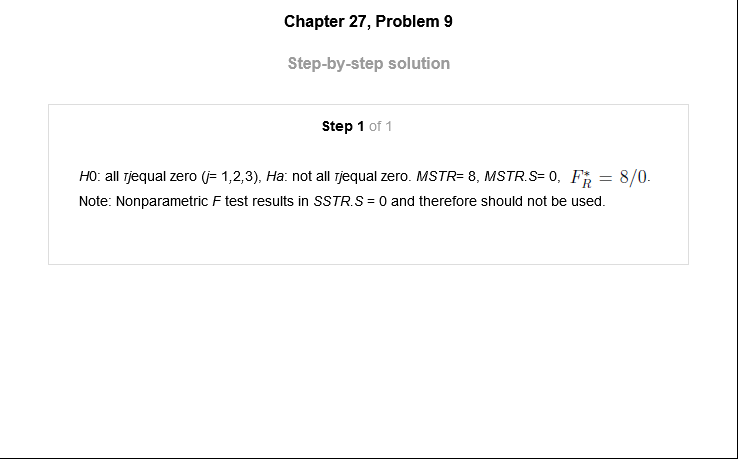 Chapter 27, Problem 9
Step-by-step solution
Step 1 of 1
H0: all τjequal zero (j= 1,2,3), Ha: not all τjequal zero. MSTR= 8, MSTR.S= 0, F*R = 8/0.
Note: Nonparametric F test results in SSTR.S = 0 and therefore should not be used.